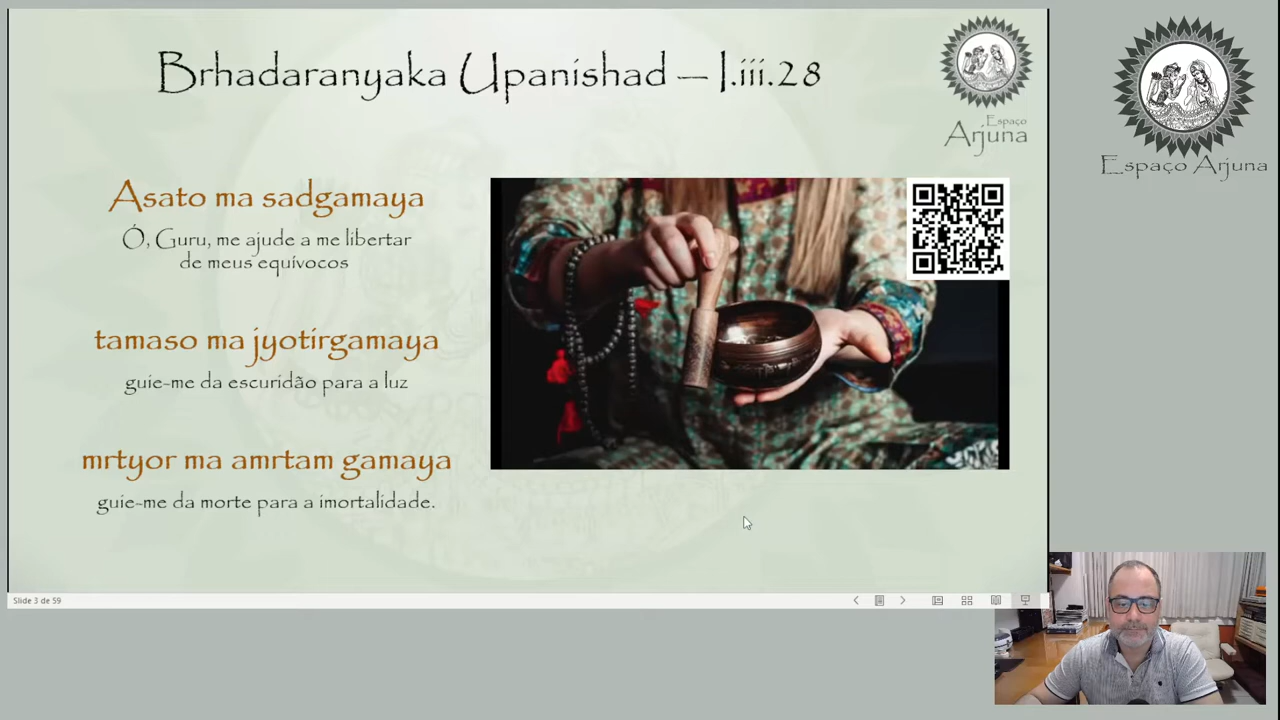 Brhadaranyaka Upanishad – I.iii.28
Espaço
Arjuna
Espaço Arjuna
Asato ma sadgamaya
Ó, Guru, me ajude a me libertar
de meus equívocos
tamaso ma jyotirgamaya
guie-me da escuridão para a luz
mrtyor ma amrtam gamaya
guie-me da morte para a imortalidade.
Slide 3 de 59